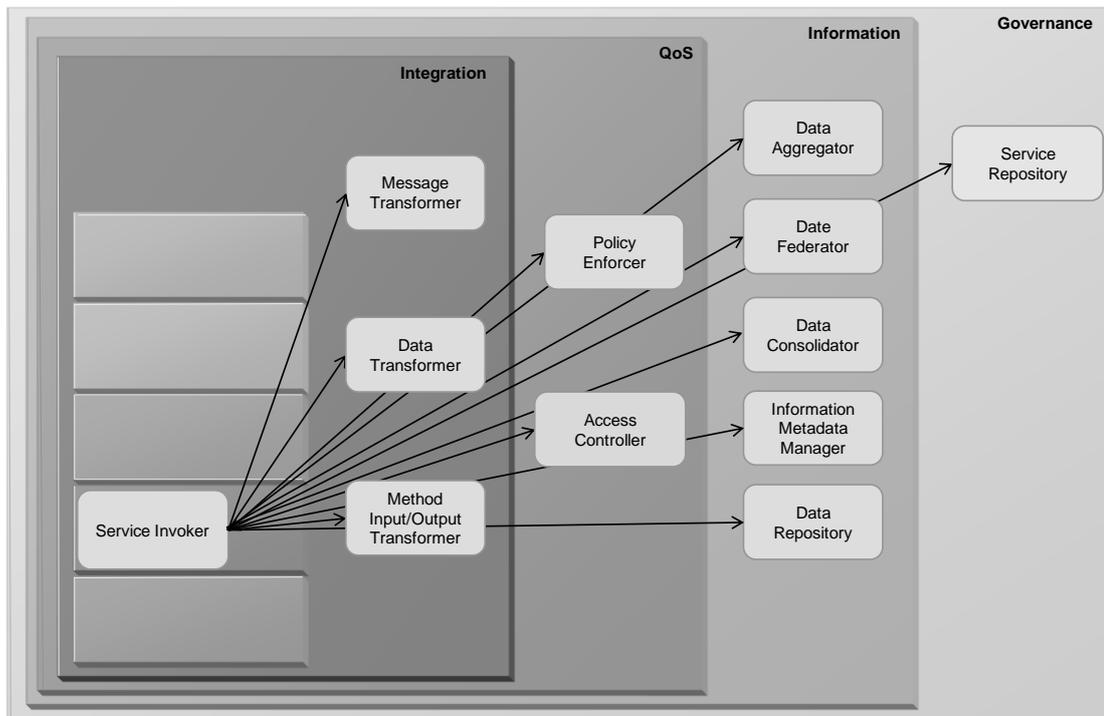 Governance
Information
QoS
Integration
Data
Aggregator
Service
Repository
Message
Transformer
Policy
Enforcer
Date
Federator
Data
Transformer
Data
Consolidator
Access
Controller
Information
Metadata
Manager
Service Invoker
Method
Input/Output
Transformer
Data
Repository